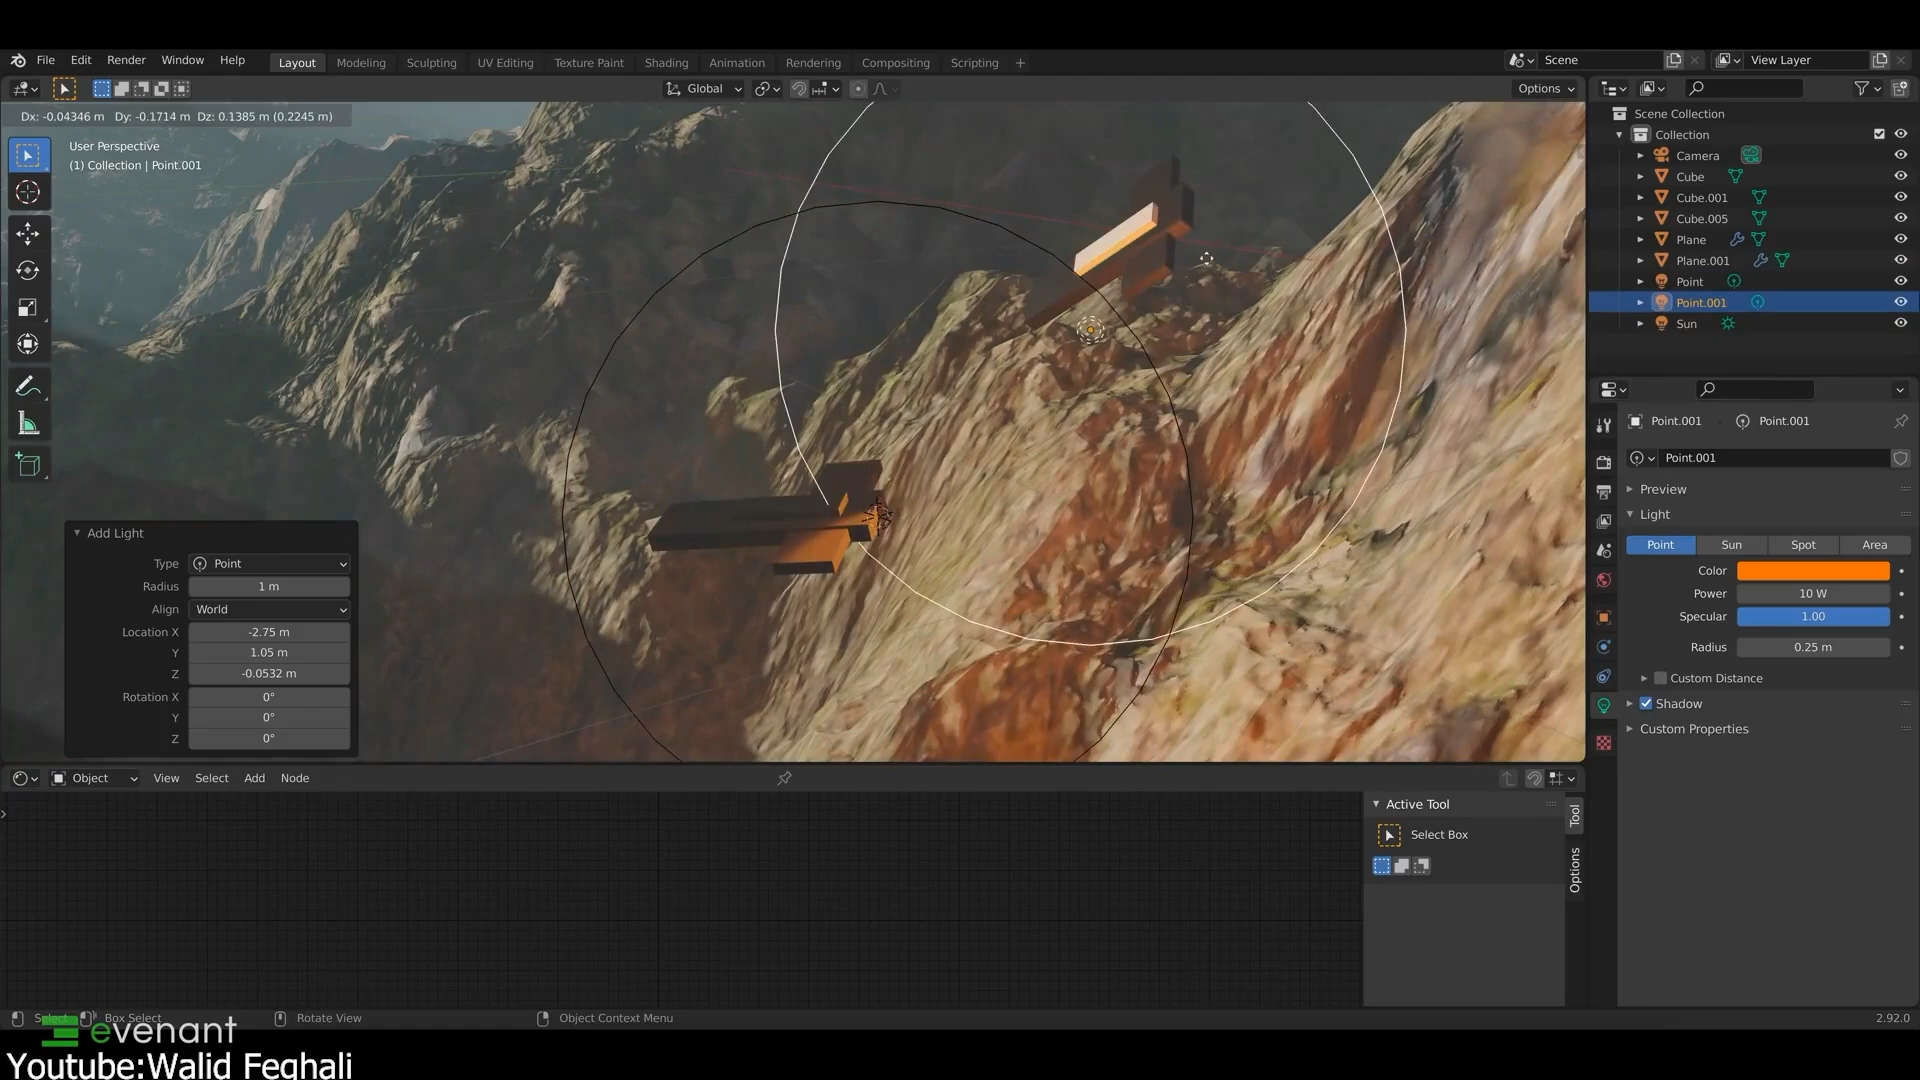 File Edit Render Window Help Layout Modeling Sculpting UV Editing Texture Paint Shading Animation Rendering Compositing Scripting + Scene View Layer
Global Options
Dx: -0.04346 m Dy: -0.1714 m Dz: 0.1385 m (0.2245 m)
User Perspective
(1) Collection | Point.001
Scene Collection
Collection
Camera
Cube
Cube.001
Cube.005
Plane
Plane.001
Point
Point.001
Sun
Point.001 Point.001
Point.001
Preview
Light
Point Sun Spot Area
Color
Power 10 W
Specular 1.00
Radius 0.25 m
Custom Distance
Shadow
Custom Properties
Add Light
Type Point
Radius 1 m
Align World
Location X -2.75 m
Y 1.05 m
Z -0.0532 m
Rotation X 0°
Y 0°
Z 0°
Object View Select Add Node
Active Tool
Select Box
Tool
Options
Select Box Select Rotate View Object Context Menu 2.92.0
evenant
Youtube:Walid Feghali